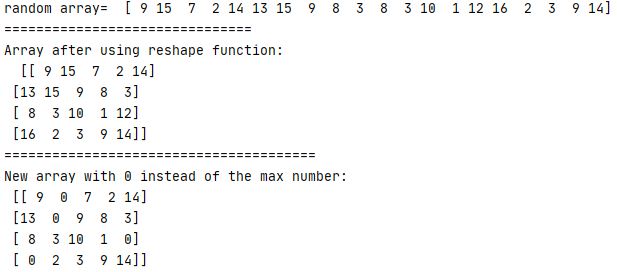 random array=  [ 9 15  7  2 14 13 15  9  8  3  8  3 10  1 12 16  2  3  9 14]
===============================
Array after using reshape function:
  [[ 9 15  7  2 14]
 [13 15  9  8  3]
 [ 8  3 10  1 12]
 [16  2  3  9 14]]
=======================================
New array with 0 instead of the max number:
 [[ 9  0  7  2 14]
 [13  0  9  8  3]
 [ 8  3 10  1  0]
 [ 0  2  3  9 14]]